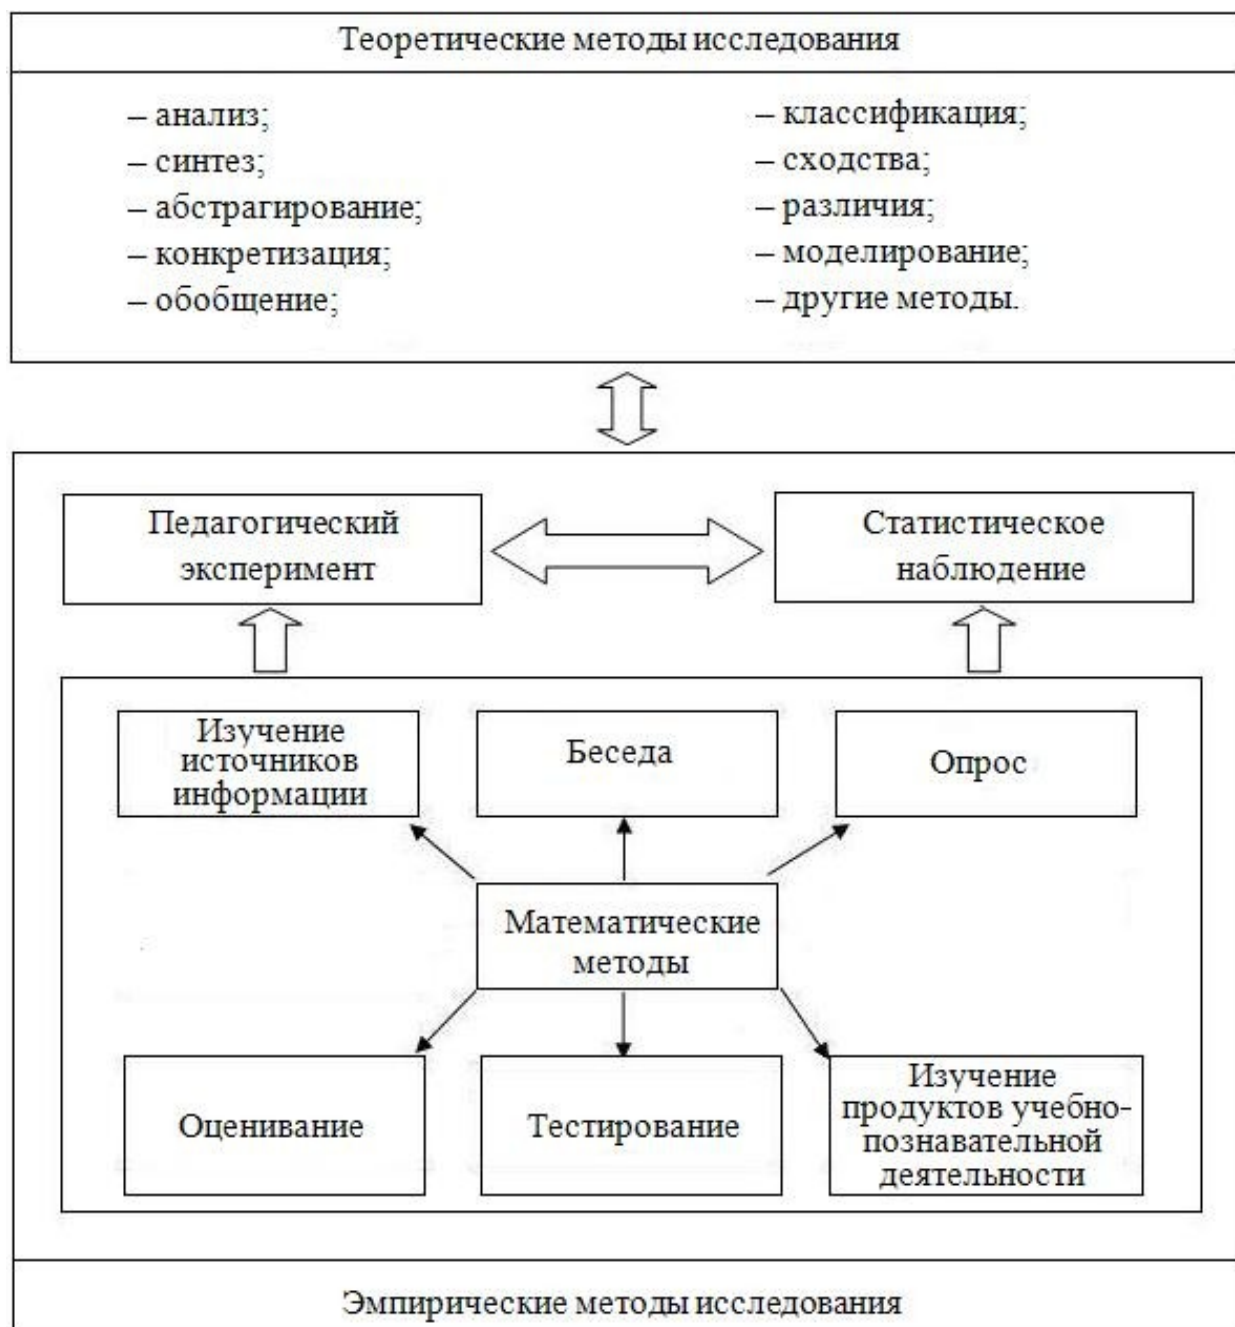 Теоретические методы исследования
– анализ;
– синтез;
– абстрагирование;
– конкретизация;
– обобщение;
– классификация;
– сходства;
– различия;
– моделирование;
– другие методы.
Педагогический
эксперимент
Статистическое
наблюдение
Изучение
источников
информации
Беседа
Опрос
Математические
методы
Оценивание
Тестирование
Изучение
продуктов учебно-
познавательной
деятельности
Эмпирические методы исследования